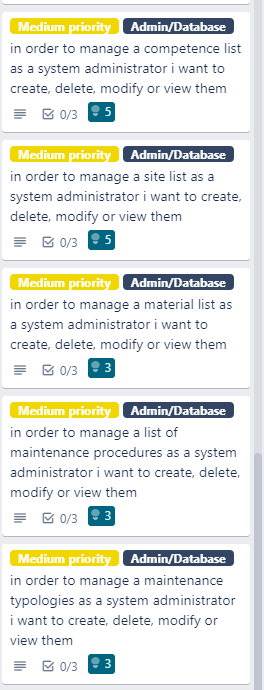 Medium priority Admin/Database
in order to manage a competence list
as a system administrator i want to
create, delete, modify or view them
0/3 5
Medium priority Admin/Database
in order to manage a site list as a
system administrator i want to create,
delete, modify or view them
0/3 5
Medium priority Admin/Database
in order to manage a material list as
a system administrator i want to
create, delete, modify or view them
0/3 3
Medium priority Admin/Database
in order to manage a list of
maintenance procedures as a system
administrator i want to create, delete,
modify or view them
0/3 3
Medium priority Admin/Database
in order to manage a maintenance
typologies as a system administrator
i want to create, delete, modify or
view them
0/3 3